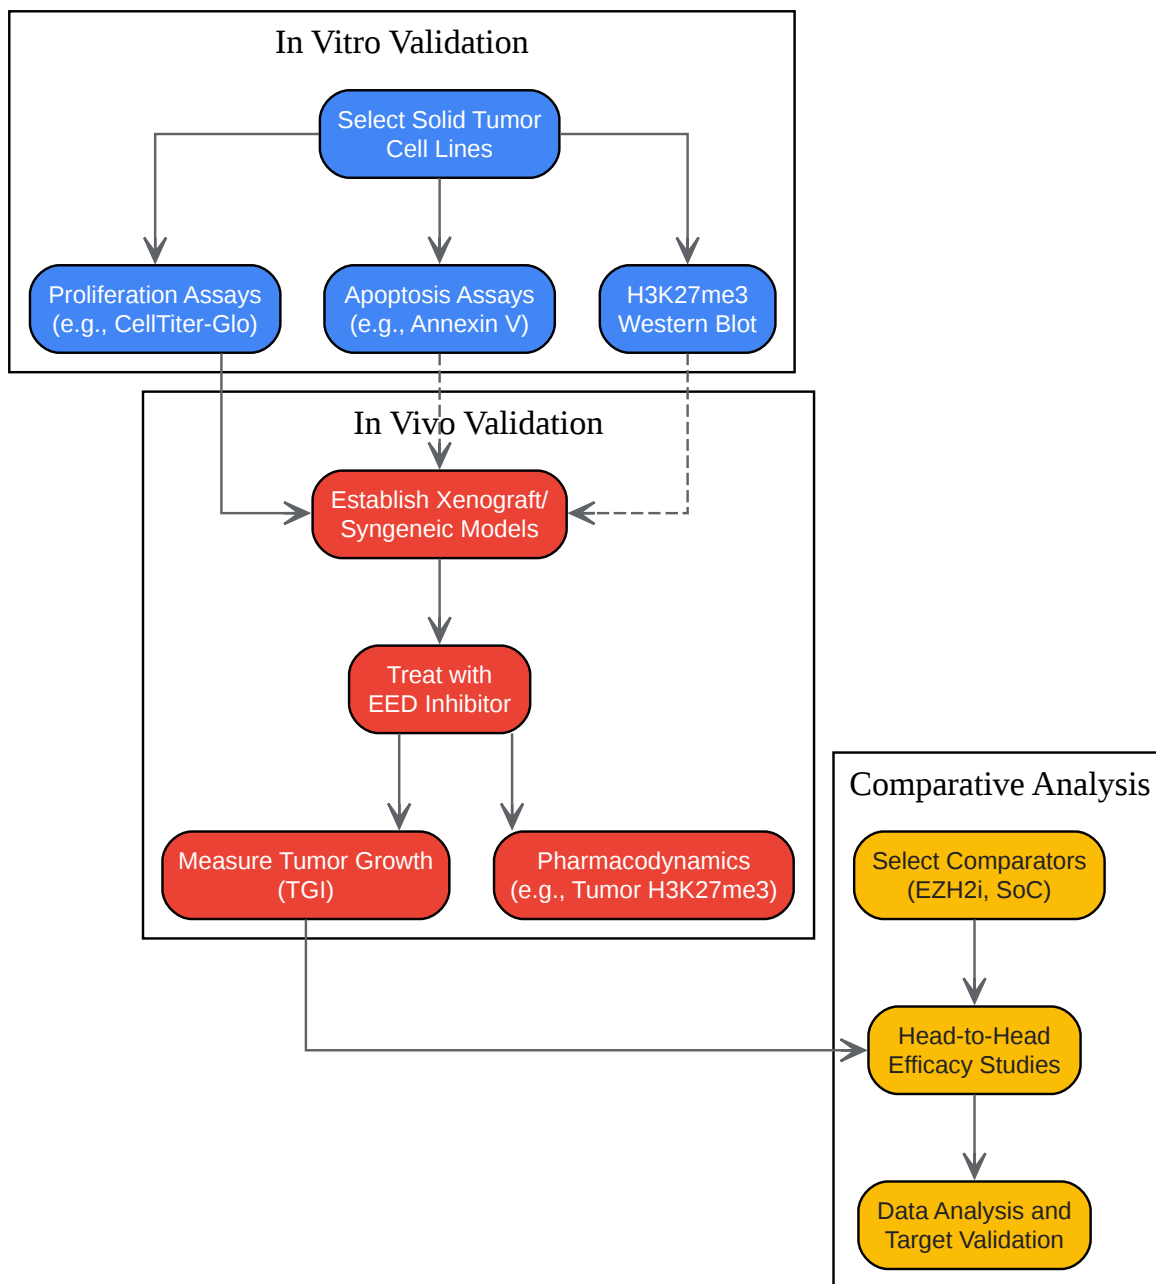 In Vitro Validation
Select Solid Tumor
Cell Lines
Proliferation Assays
(e.g., CellTiter-Glo)
Apoptosis Assays
(e.g., Annexin V)
H3K27me3
Western Blot
In Vivo Validation
Establish Xenograft/
Syngeneic Models
Treat with
EED Inhibitor
Measure Tumor Growth
(TGI)
Pharmacodynamics
(e.g., Tumor H3K27me3)
Comparative Analysis
Select Comparators
(EZH2i, SoC)
Head-to-Head
Efficacy Studies
Data Analysis and
Target Validation